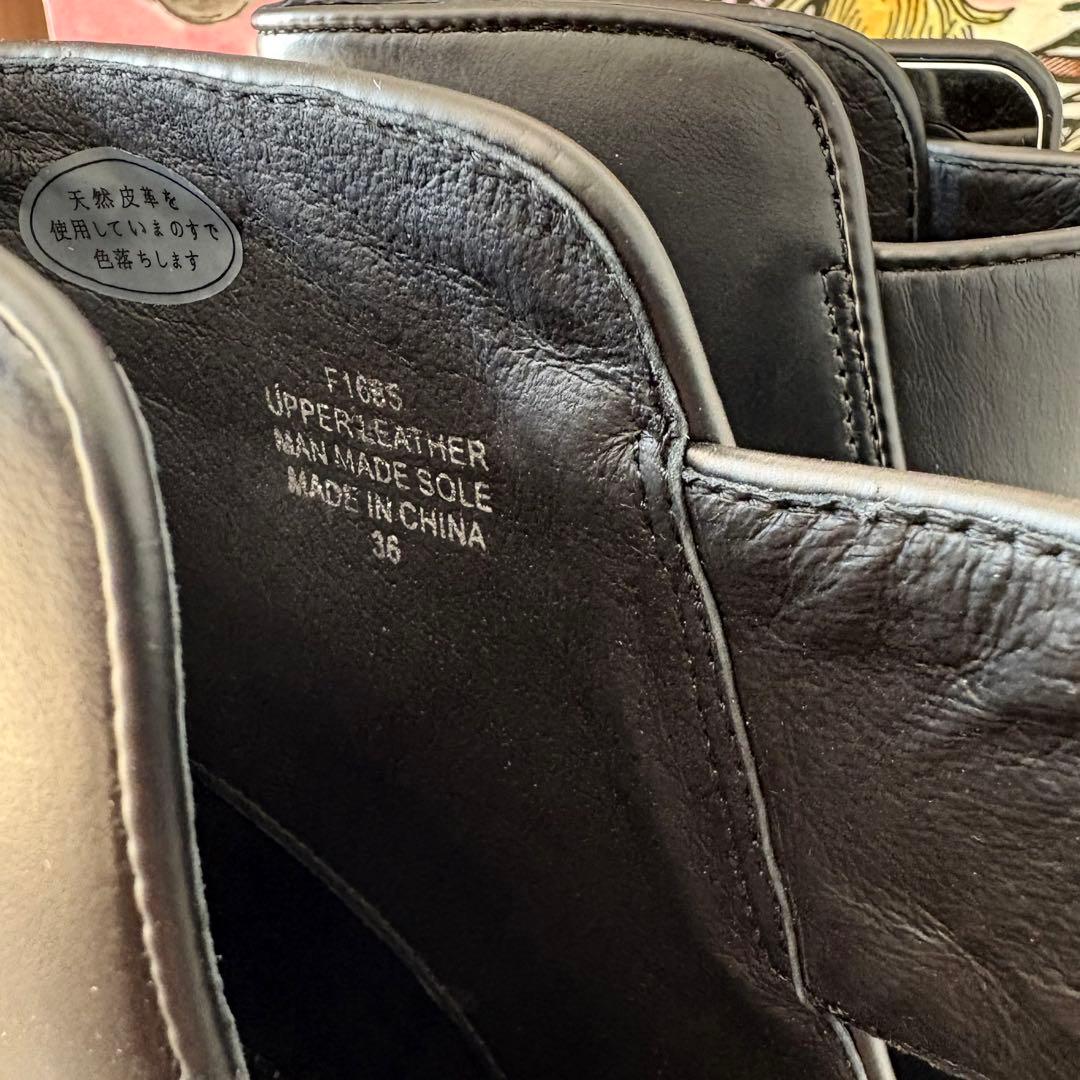 天然皮革を
使用していまのすで
色落ちします
F1685
UPPER:LEATHER
MAN MADE SOLE
MADE IN CHINA
36